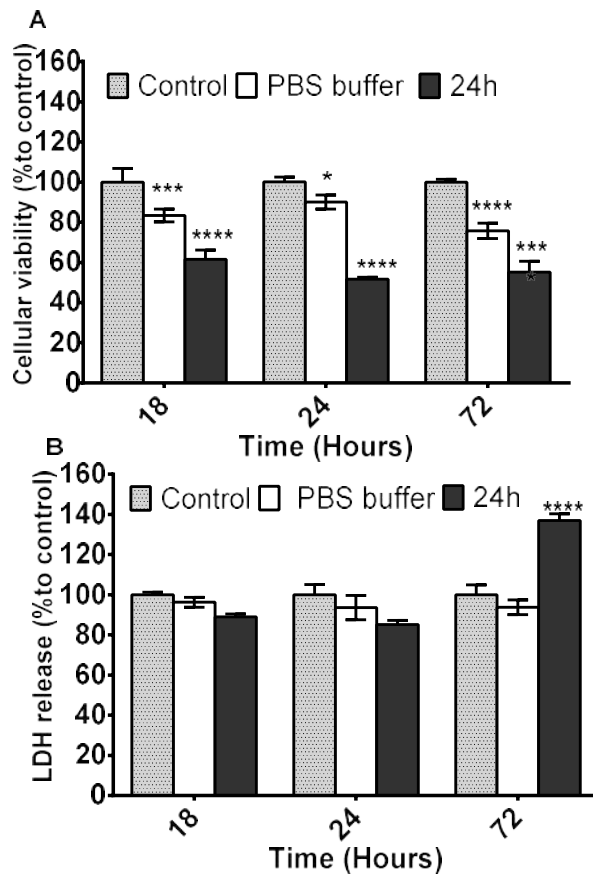 A
Cellular viability (%to control)
160
140
120
100
80
60
40
20
0
Control PBS buffer 24h
***
****
*
****
****
***
*
18 24 72
Time (Hours)
B
LDH release (%to control)
160
140
120
100
80
60
40
20
0
Control PBS buffer 24h
****
18 24 72
Time (Hours)